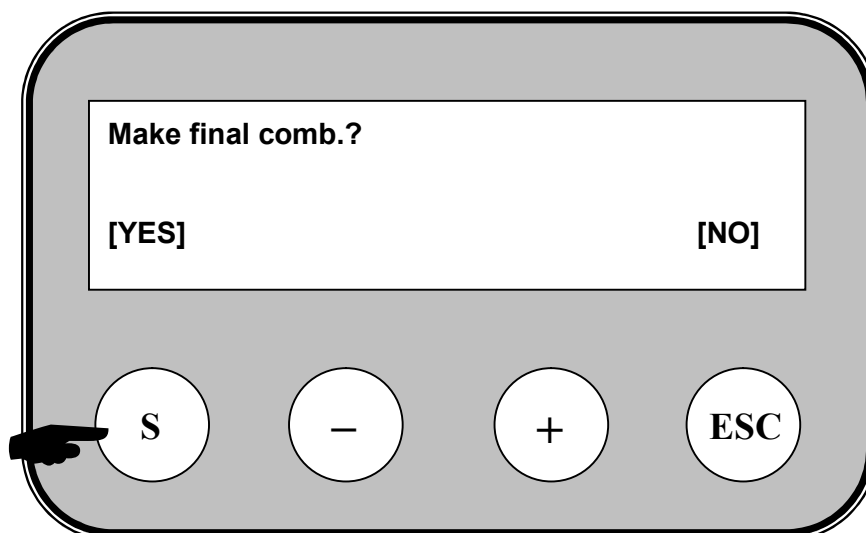 Make final comb.?
[YES] [NO]
S – + ESC